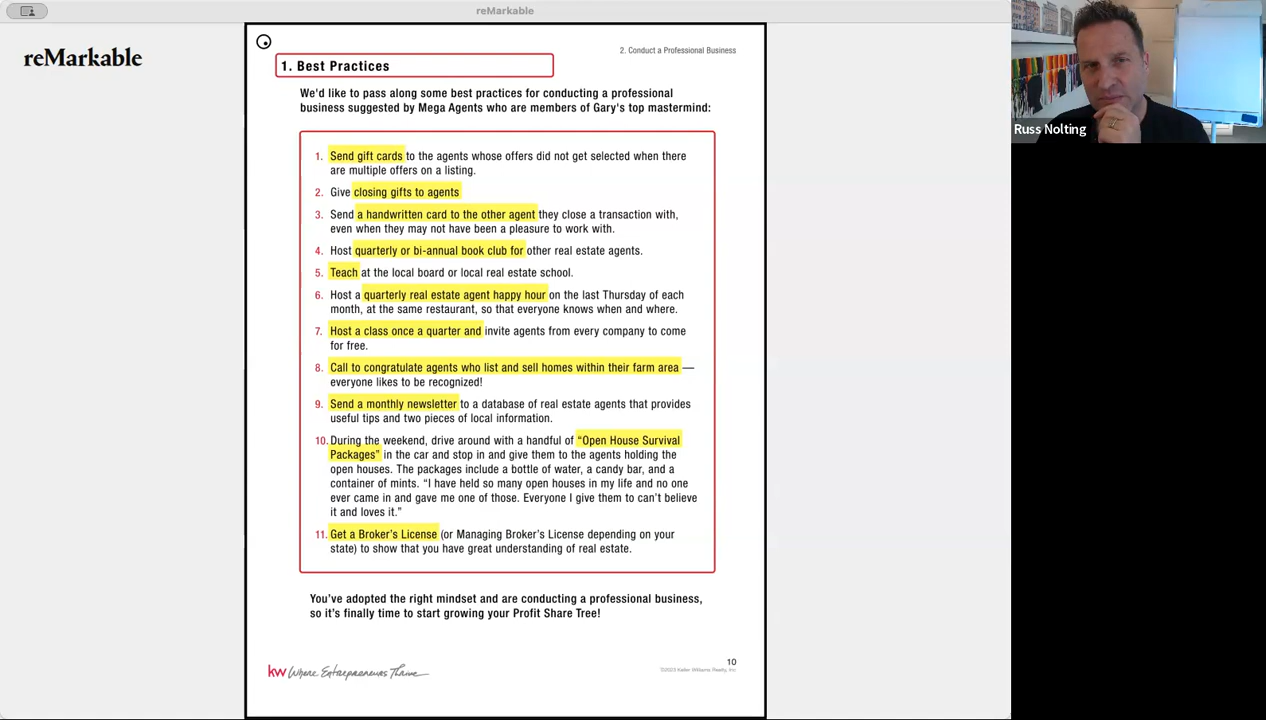 reMarkable
reMarkable
2. Conduct a Professional Business
1. Best Practices
We'd like to pass along some best practices for conducting a professional
business suggested by Mega Agents who are members of Gary's top mastermind:
1. Send gift cards to the agents whose offers did not get selected when there
are multiple offers on a listing.
2. Give closing gifts to agents
3. Send a handwritten card to the other agent they close a transaction with,
even when they may not have been a pleasure to work with.
4. Host quarterly or bi-annual book club for other real estate agents.
5. Teach at the local board or local real estate school.
6. Host a quarterly real estate agent happy hour on the last Thursday of each
month, at the same restaurant, so that everyone knows when and where.
7. Host a class once a quarter and invite agents from every company to come
for free.
8. Call to congratulate agents who list and sell homes within their farm area —
everyone likes to be recognized!
9. Send a monthly newsletter to a database of real estate agents that provides
useful tips and two pieces of local information.
10. During the weekend, drive around with a handful of “Open House Survival
Packages” in the car and stop in and give them to the agents holding the
open houses. The packages include a bottle of water, a candy bar, and a
container of mints. “I have held so many open houses in my life and no one
ever came in and gave me one of those. Everyone I give them to can’t believe
it and loves it.”
11. Get a Broker’s License (or Managing Broker’s License depending on your
state) to show that you have great understanding of real estate.
You’ve adopted the right mindset and are conducting a professional business,
so it’s finally time to start growing your Profit Share Tree!
kw Where Entrepreneurs Thrive
10
©2023 Keller Williams Realty, Inc
Russ Nolting